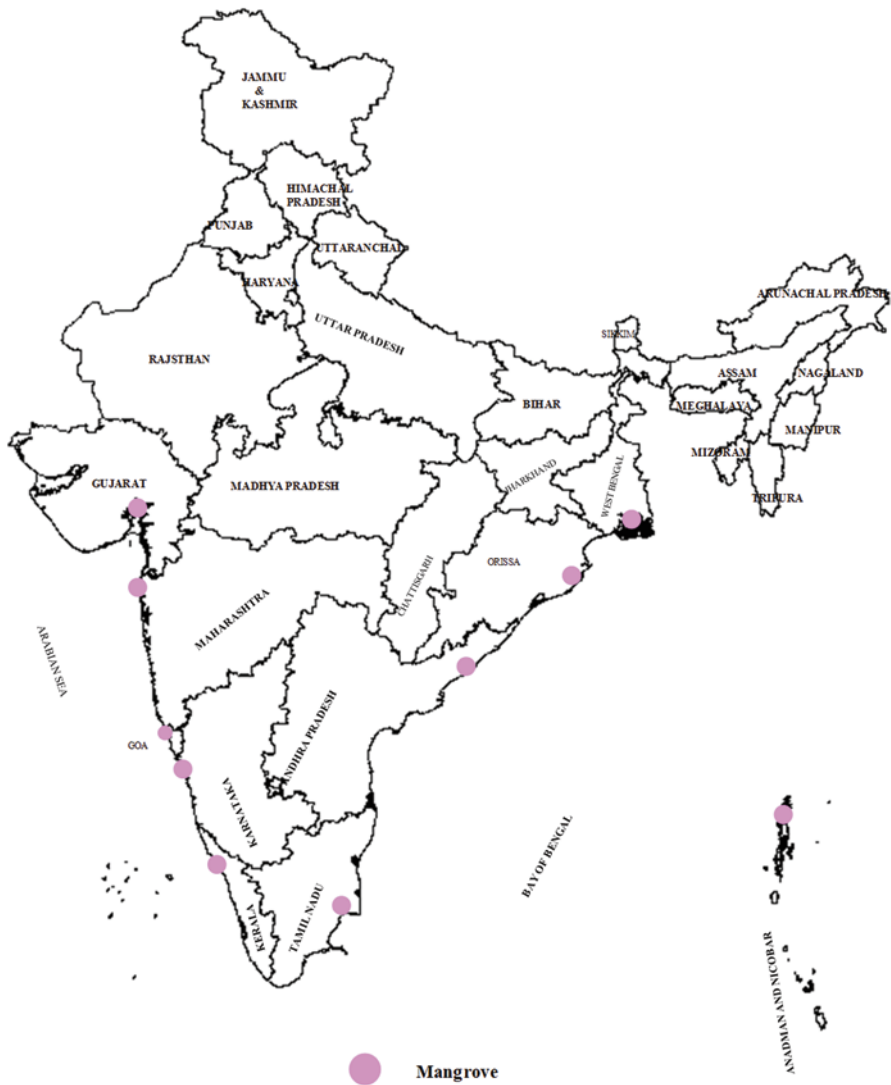 JAMMU
&
KASHMIR
HIMACHAL
PRADESH
PUNJAB
UTTARANCHAL
HARYANA
ARUNACHAL PRADESH
UTTAR PRADESH
SIKKIM
RAJSTHAN
ASSAM
NAGALAND
BIHAR
MEGHALAYA
MANIPUR
MIZORAM
GUJARAT
MADHYA PRADESH
JHARKHAND
WEST BENGAL
TRIPURA
ORISSA
CHATTISGARH
MAHARASHTRA
ARABIAN SEA
ANDHRA PRADESH
GOA
KARNATAKA
BAY OF BENGAL
KERALA
TAMIL NADU
ANADMAN AND NICOBAR
Mangrove